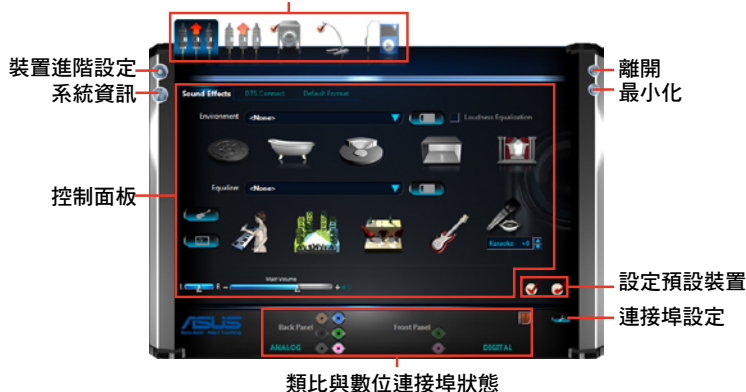 裝置進階設定
系統資訊
離開
最小化
Sound Effects DTS Connect Default Format
Environment <None> Loudness Equalization
控制面板
Equalizer <None>
Karaoke +0
Main Volume
L R - +
設定預設裝置
連接埠設定
ASUS
Back Panel Front Panel
ANALOG DIGITAL
類比與數位連接埠狀態